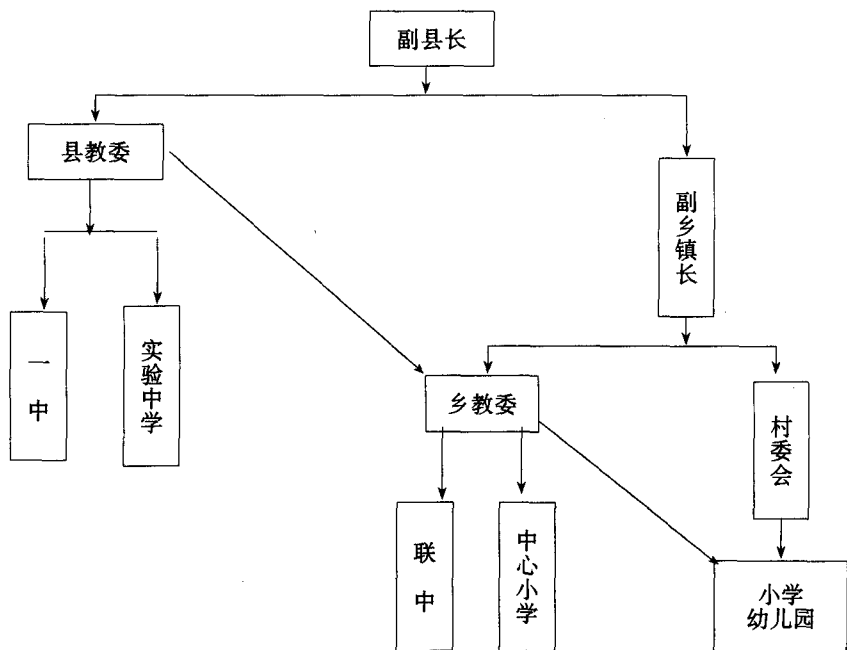 副县长
县教委
副乡镇长
一中
实验中学
乡教委
村委会
联中
中心小学
小学
幼儿园